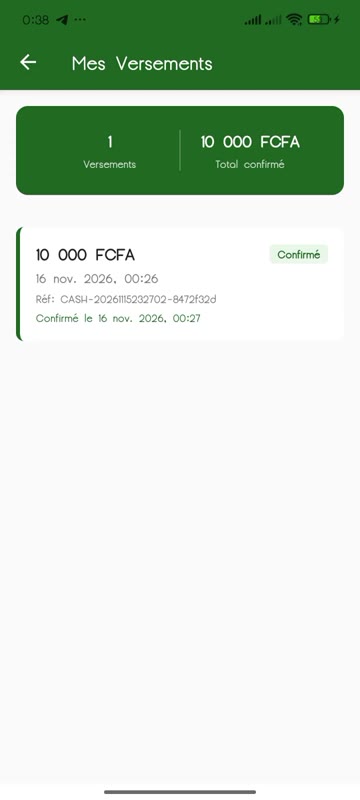 0:38
Mes Versements
1
Versements
10 000 FCFA
Total confirmé
10 000 FCFA
Confirmé
16 nov. 2026, 00:26
Réf: CASH-20261115232702-8472f32d
Confirmé le 16 nov. 2026, 00:27